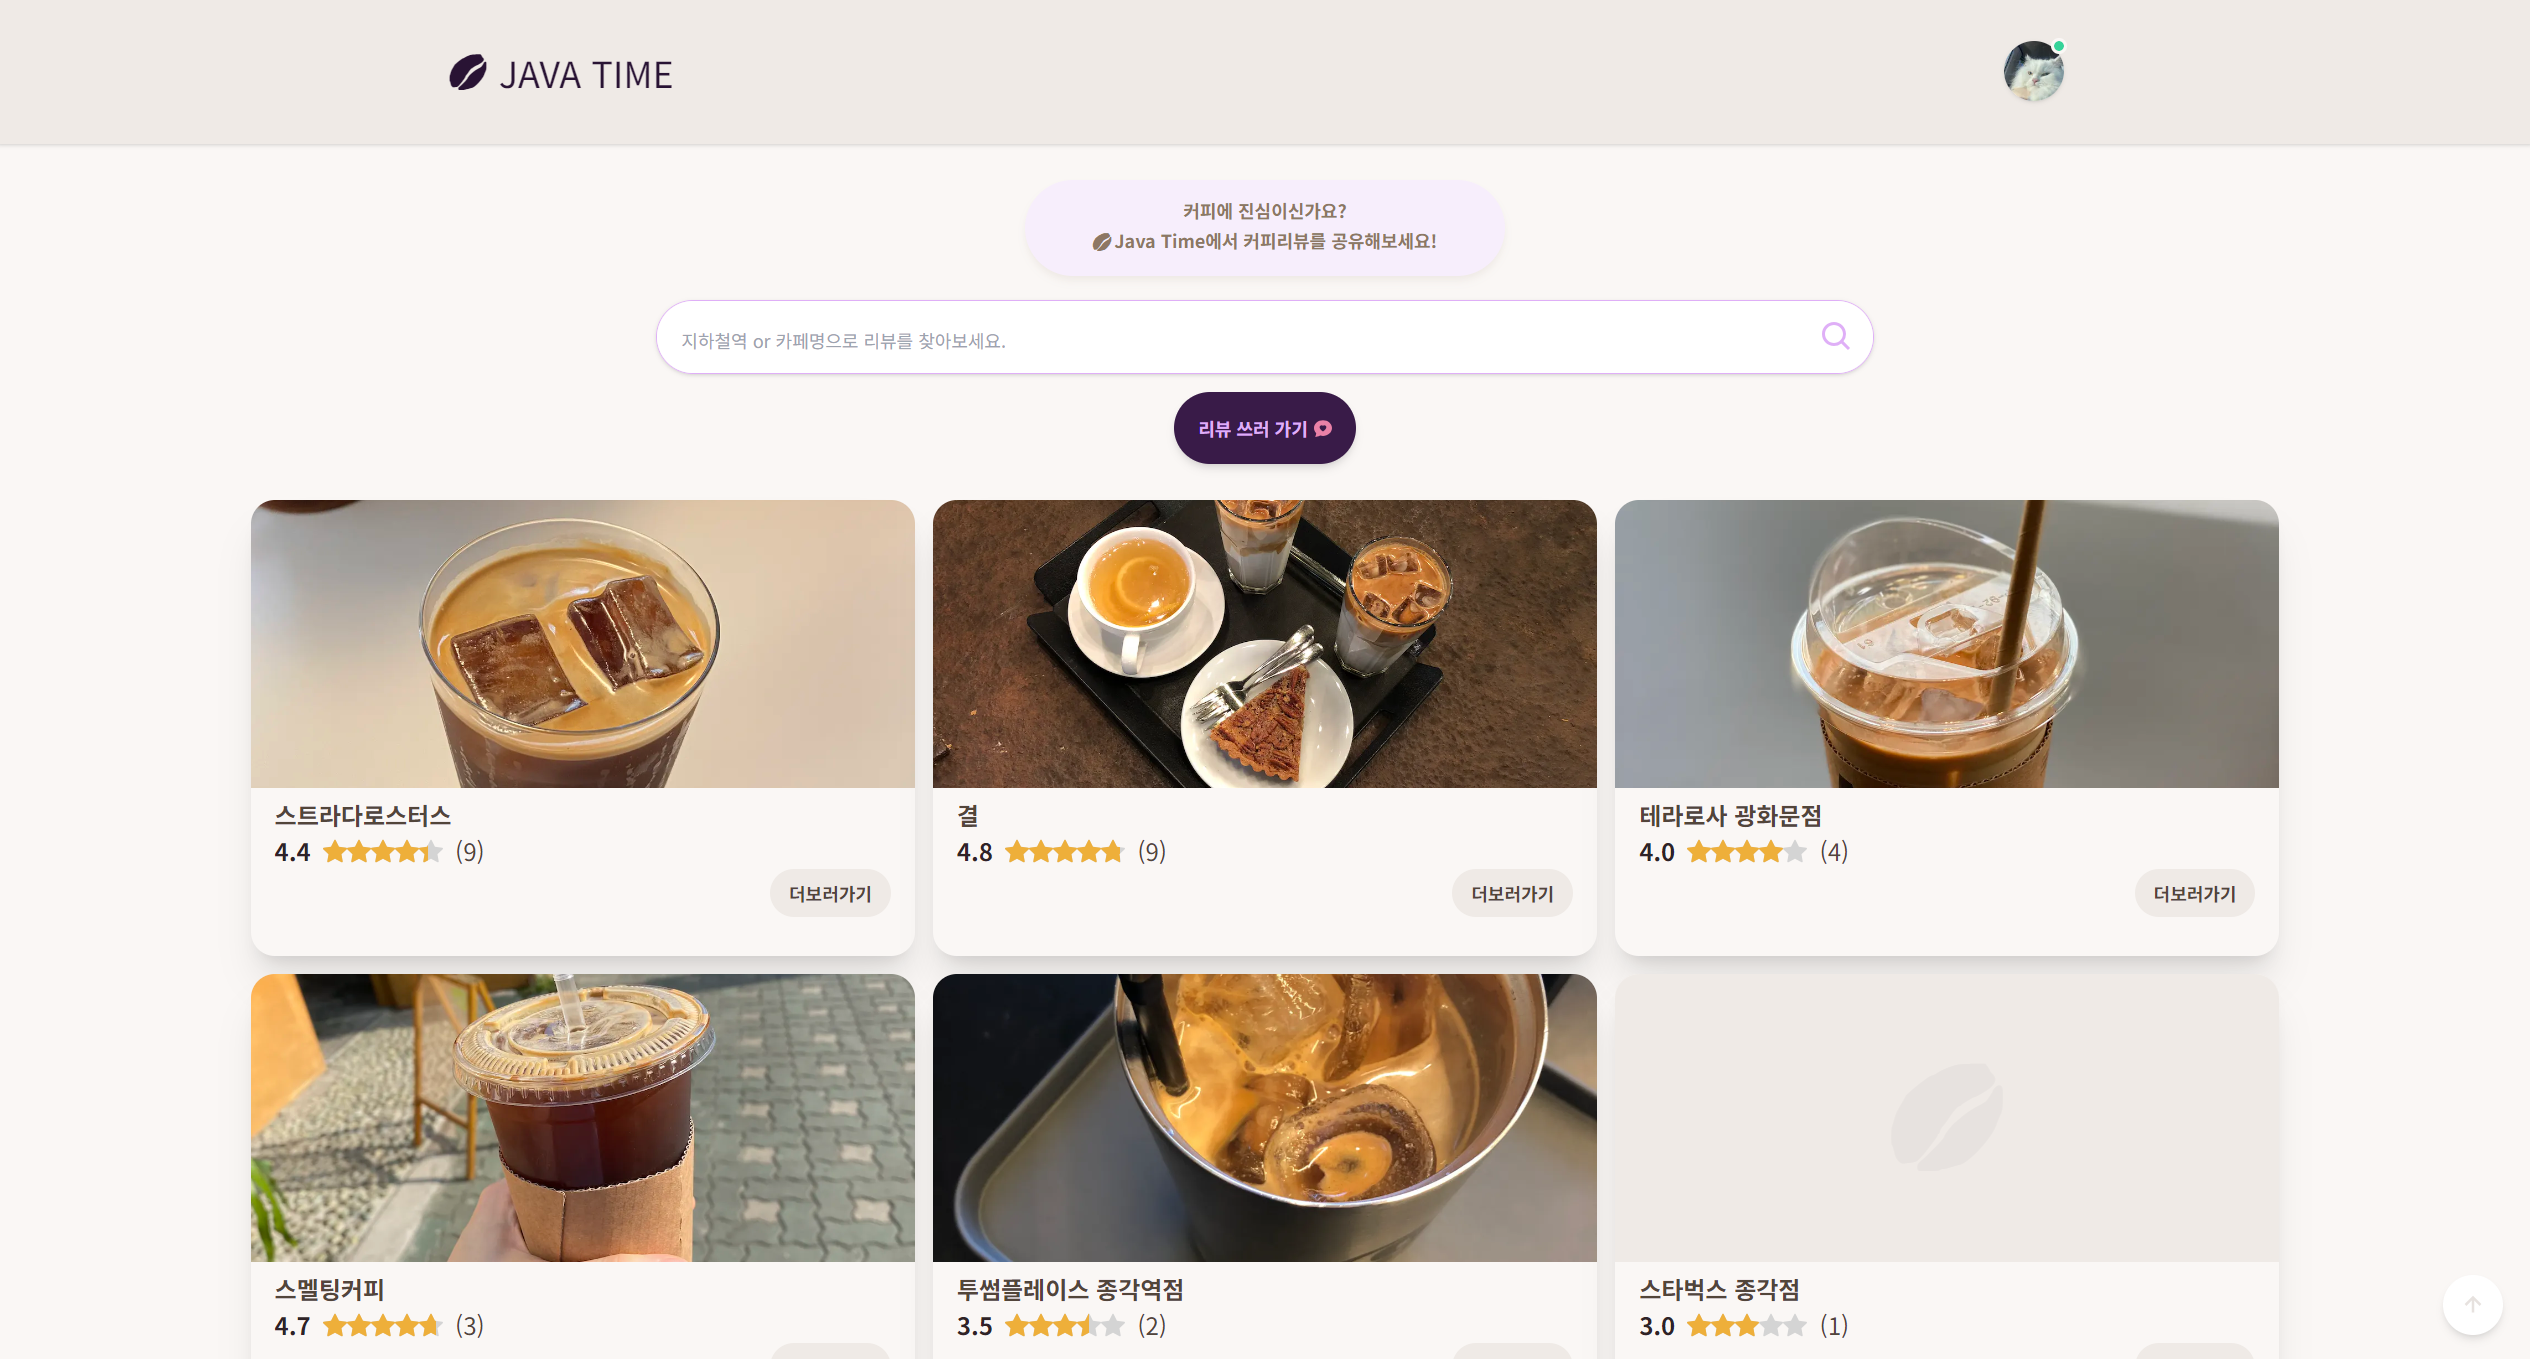 JAVA TIME
커피에 진심이신가요?
Java Time에서 커피리뷰를 공유해보세요!
지하철역 or 카페명으로 리뷰를 찾아보세요.
리뷰 쓰러 가기
스트라다로스터스
4.4 (9)
더보러가기
결
4.8 (9)
더보러가기
테라로사 광화문점
4.0 (4)
더보러가기
스멜팅커피
4.7 (3)
투썸플레이스 종각역점
3.5 (2)
스타벅스 종각점
3.0 (1)